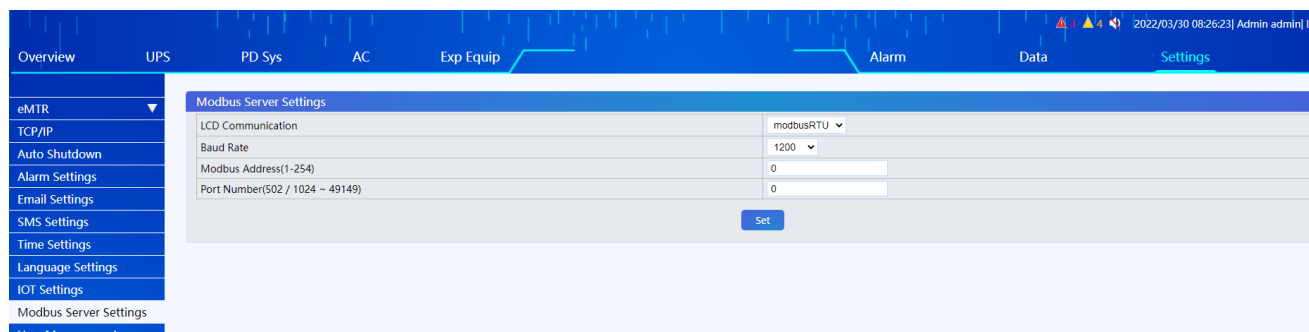 3 4 2022/03/30 08:26:23| Admin admin|
Overview UPS PD Sys AC Exp Equip Alarm Data Settings
eMTR
TCP/IP
Auto Shutdown
Alarm Settings
Email Settings
SMS Settings
Time Settings
Language Settings
IOT Settings
Modbus Server Settings
Modbus Server Settings
LCD Communication modbusRTU
Baud Rate 1200
Modbus Address(1-254) 0
Port Number(502 / 1024 ~ 49149) 0
Set